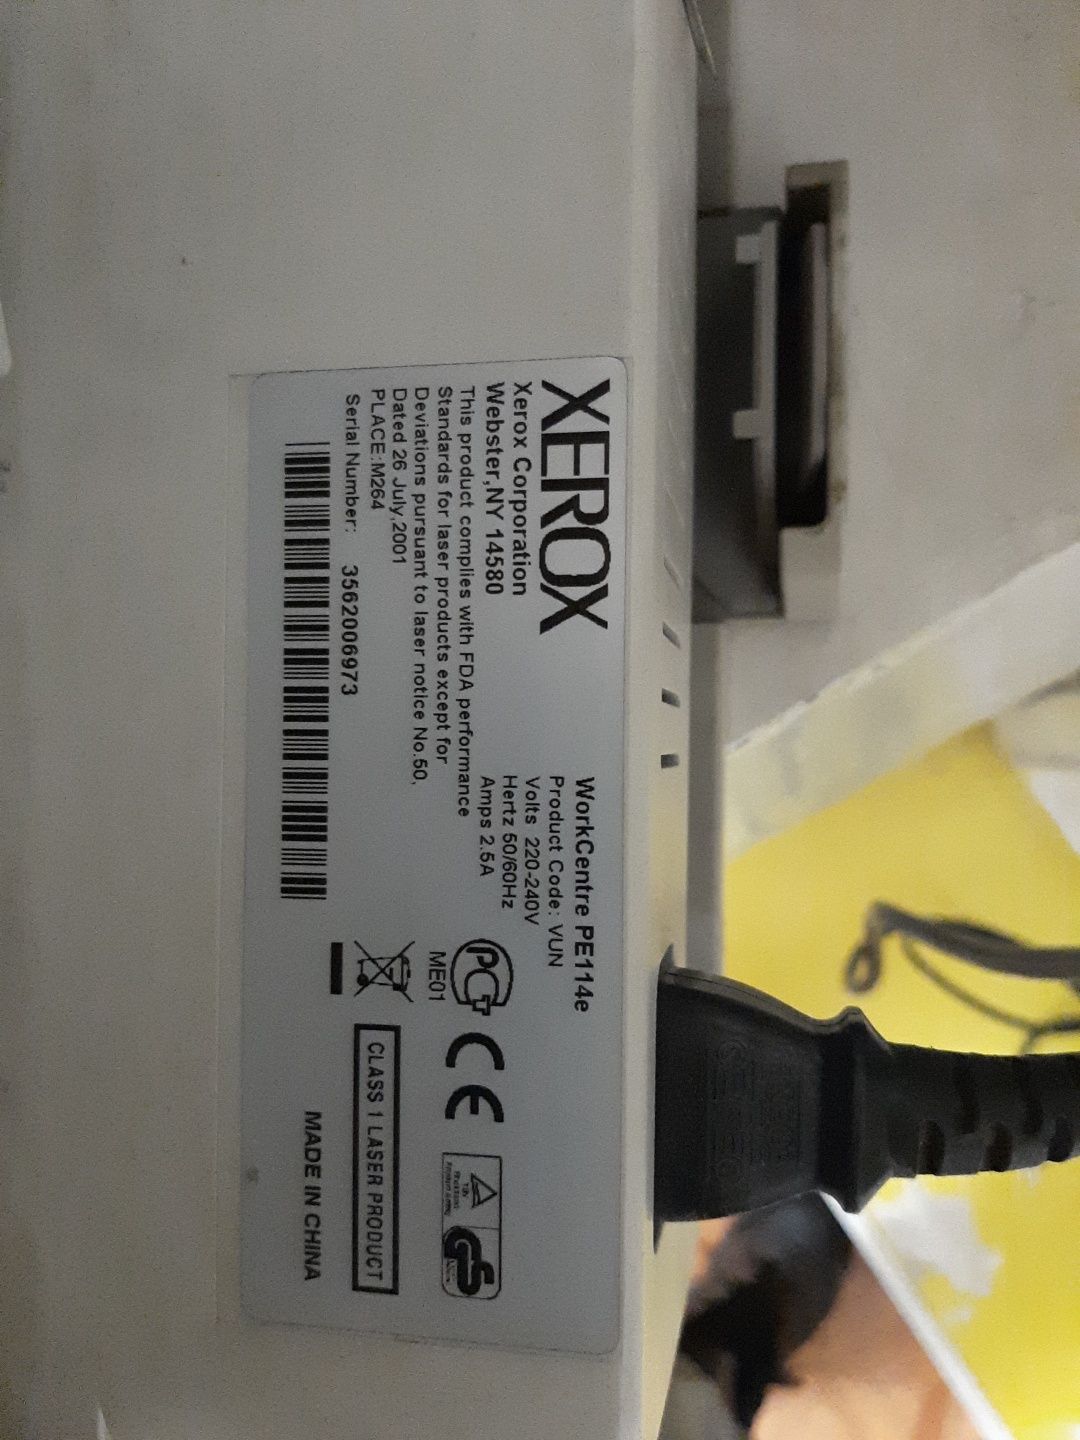 XEROX
Xerox Corporation
Webster,NY 14580
This product complies with FDA performance
Standards for laser products except for
Deviations pursuant to laser notice No.50,
Dated 26 July,2001
PLACE:M264
Serial Number: 3562006973
WorkCentre PE114e
Product Code: VUN
Volts 220-240V
Hertz 50/60Hz
Amps 2.5A
ME01
CE
CLASS 1 LASER PRODUCT
MADE IN CHINA